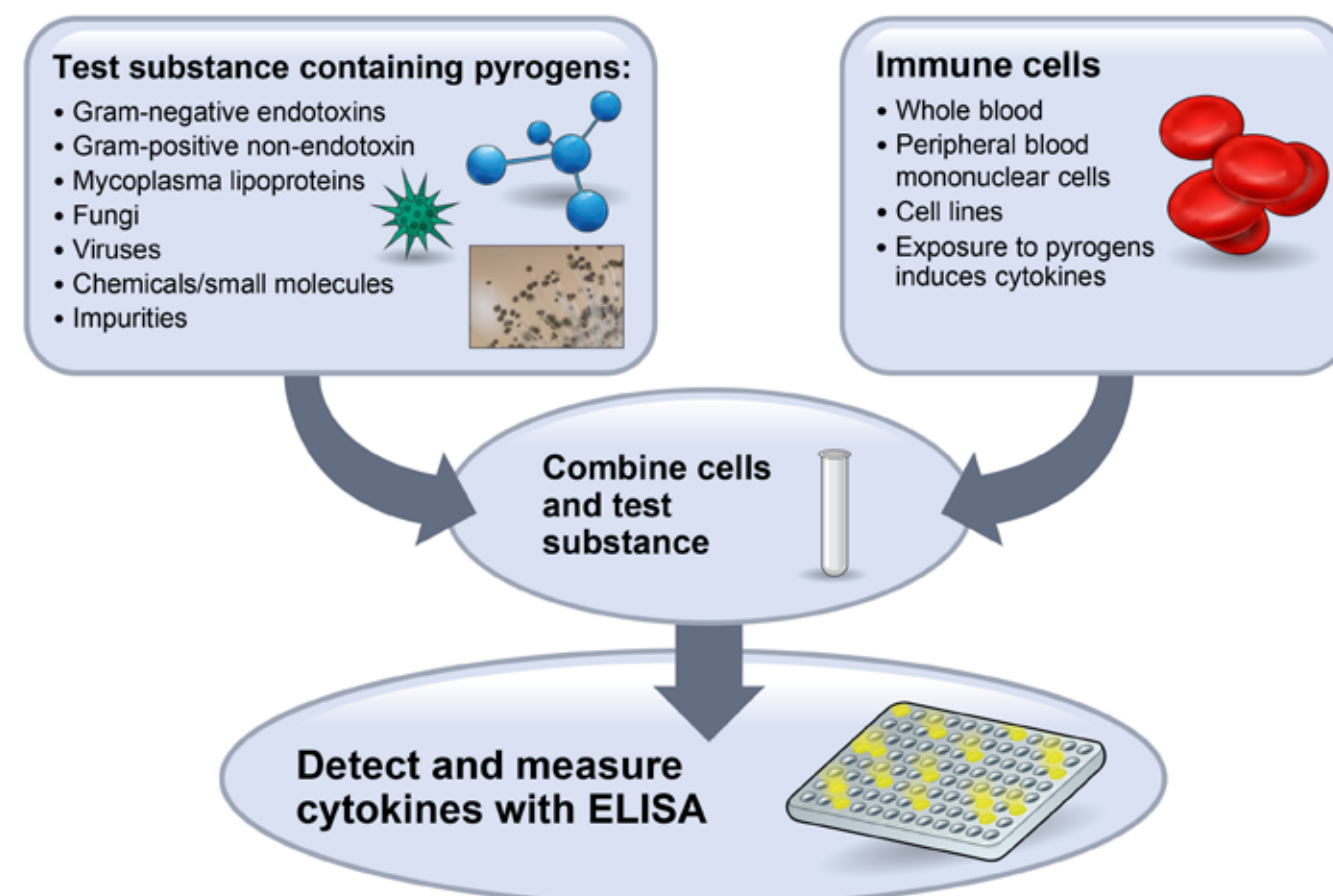 Test substance containing pyrogens:
• Gram-negative endotoxins
• Gram-positive non-endotoxin
• Mycoplasma lipoproteins
• Fungi
• Viruses
• Chemicals/small molecules
• Impurities
Immune cells
• Whole blood
• Peripheral blood
mononuclear cells
• Cell lines
• Exposure to pyrogens
induces cytokines
Combine cells
and test
substance
Detect and measure
cytokines with ELISA